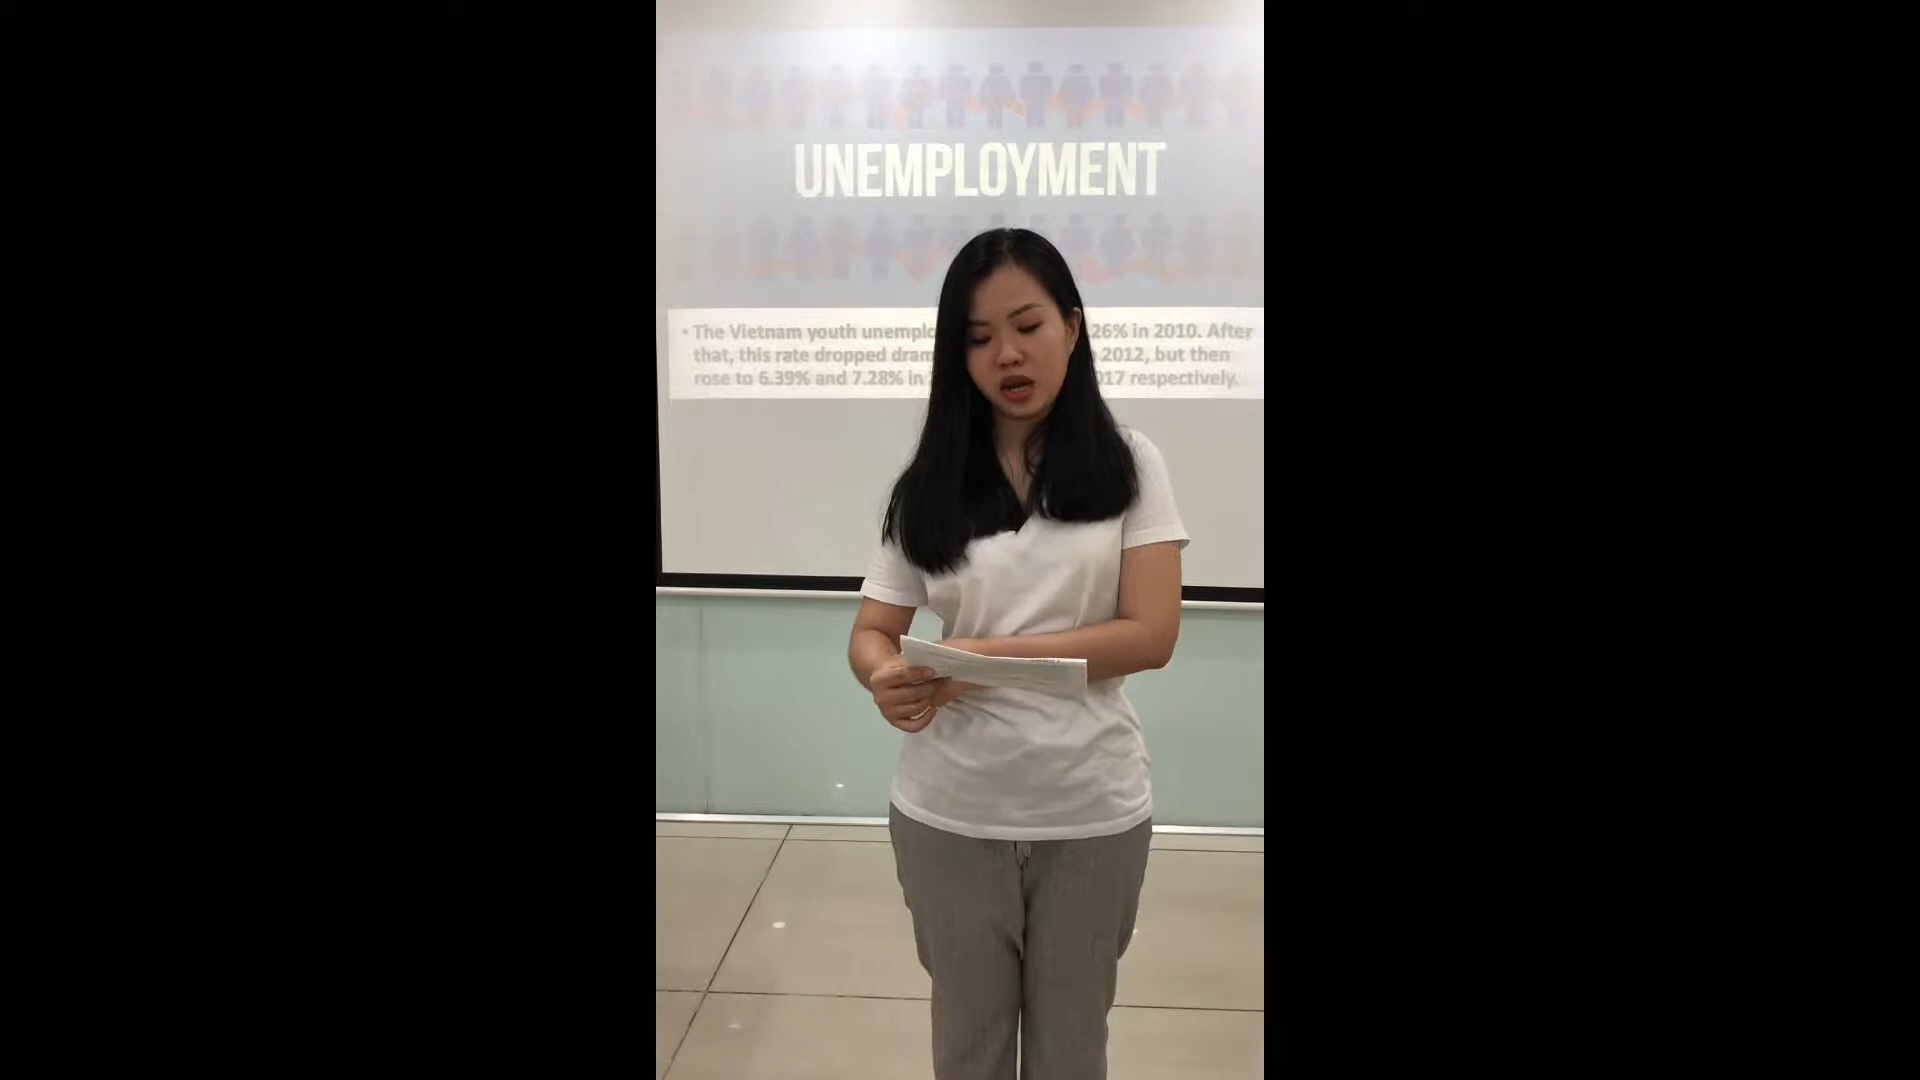 UNEMPLOYMENT
• The Vietnam youth unemplo 26% in 2010. After
that, this rate dropped dram 2012, but then
rose to 6.39% and 7.28% in 017 respectively.